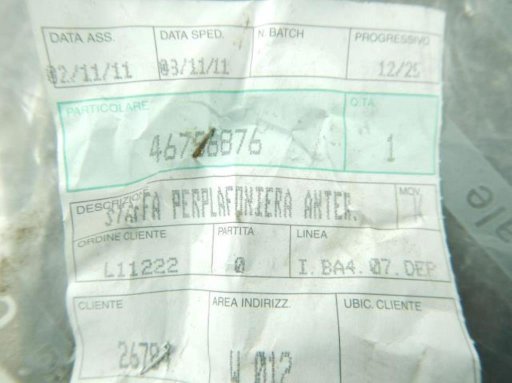 DATA ASS. DATA SPED. N. BATCH PROGRESSIVO
02/11/11 03/11/11 12/25
PARTICOLARE Q.TA
1
DESCRIZIONE MOV.
STAFFA PERPLAFONIERA ANTER.
ORDINE CLIENTE PARTITA LINEA
L11222 0 I.BA4.07.DEP
CLIENTE AREA INDIRIZZ. UBIC. CLIENTE
W 012